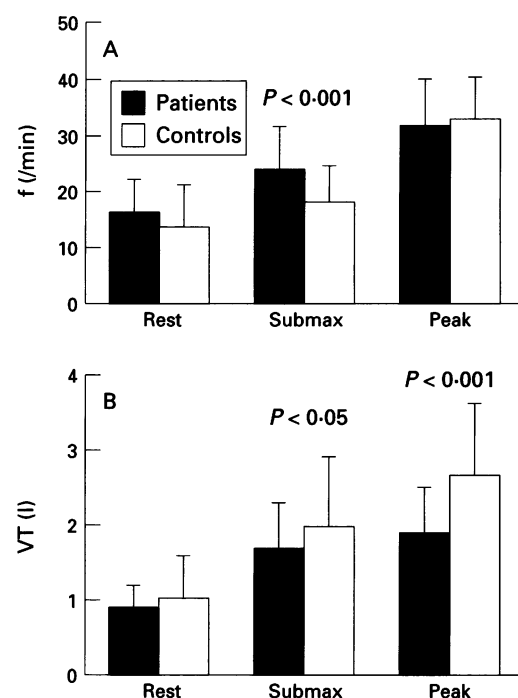 50
A
40
Patients
P < 0·001
Controls
30
f (/min)
20
10
0
Rest Submax Peak
4
B
P < 0·001
P < 0·05
3
VT (l)
2
1
0
Rest Submax Peak